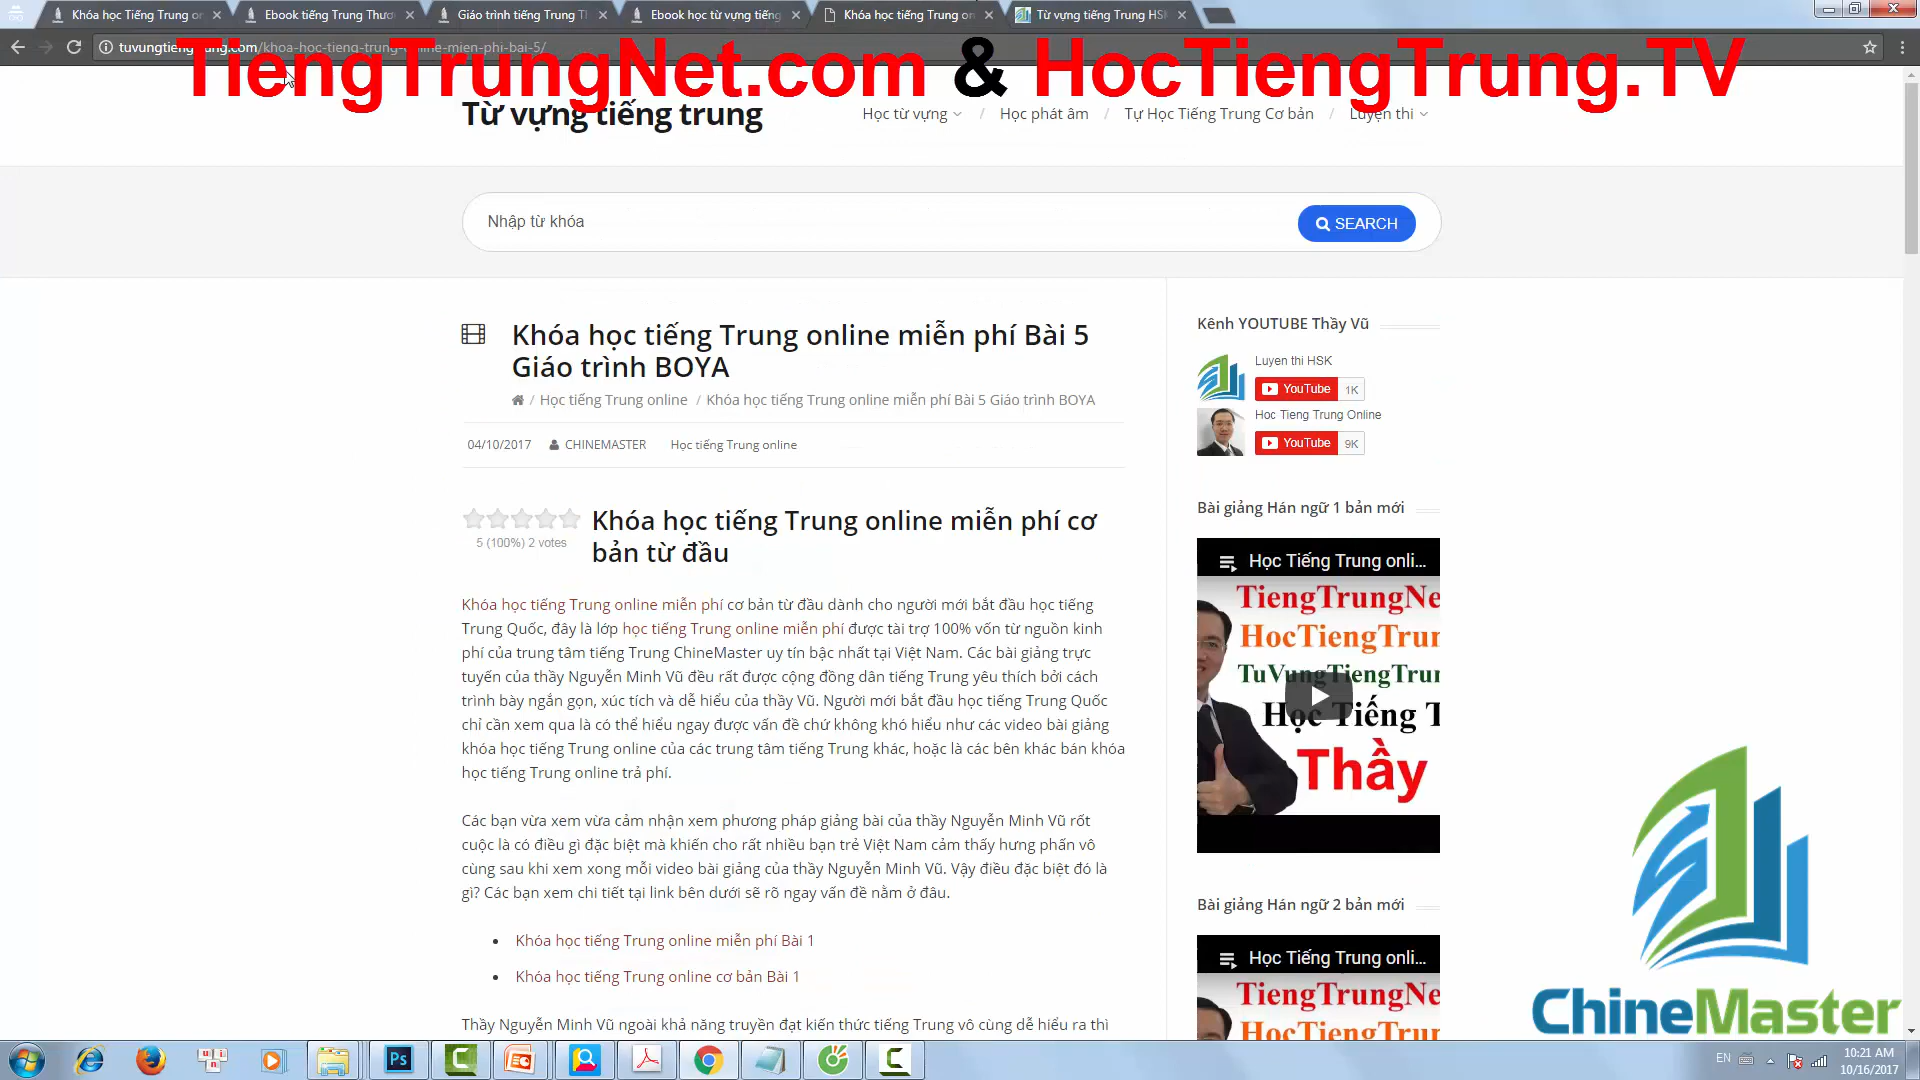 Khóa học Tiếng Trung on
Ebook tiếng Trung Thươ
Giáo trình tiếng Trung T
Ebook học từ vựng tiếng
Khóa học tiếng Trung on
Từ vựng tiếng Trung HS
/khoa-hoc-tieng-trung-online-mien-phi-bai-5/
TiengTrungNet.com & HocTiengTrung.TV
Từ vựng tiếng trung
Học từ vựng / Học phát âm / Tự Học Tiếng Trung Cơ bản / Luyện thi
Nhập từ khóa
SEARCH
Khóa học tiếng Trung online miễn phí Bài 5
Giáo trình BOYA
/ Học tiếng Trung online / Khóa học tiếng Trung online miễn phí Bài 5 Giáo trình BOYA
04/10/2017 CHINEMASTER Học tiếng Trung online
5 (100%) 2 votes
Khóa học tiếng Trung online miễn phí cơ
bản từ đầu
Khóa học tiếng Trung online miễn phí cơ bản từ đầu dành cho người mới bắt đầu học tiếng
Trung Quốc, đây là lớp học tiếng Trung online miễn phí được tài trợ 100% vốn từ nguồn kinh
phí của trung tâm tiếng Trung ChineMaster uy tín bậc nhất tại Việt Nam. Các bài giảng trực
tuyến của thầy Nguyễn Minh Vũ đều rất được cộng đồng dân tiếng Trung yêu thích bởi cách
trình bày ngắn gọn, xúc tích và dễ hiểu của thầy Vũ. Người mới bắt đầu học tiếng Trung Quốc
chỉ cần xem qua là có thể hiểu ngay được vấn đề chứ không khó hiểu như các video bài giảng
khóa học tiếng Trung online của các trung tâm tiếng Trung khác, hoặc là các bên khác bán khóa
học tiếng Trung online trả phí.
Các bạn vừa xem vừa cảm nhận xem phương pháp giảng bài của thầy Nguyễn Minh Vũ rốt
cuộc là có điều gì đặc biệt mà khiến cho rất nhiều bạn trẻ Việt Nam cảm thấy hưng phấn vô
cùng sau khi xem xong mỗi video bài giảng của thầy Nguyễn Minh Vũ. Vậy điều đặc biệt đó là
gì? Các bạn xem chi tiết tại link bên dưới sẽ rõ ngay vấn đề nằm ở đâu.
• Khóa học tiếng Trung online miễn phí Bài 1
• Khóa học tiếng Trung online cơ bản Bài 1
Thầy Nguyễn Minh Vũ ngoài khả năng truyền đạt kiến thức tiếng Trung vô cùng dễ hiểu ra thì
Kênh YOUTUBE Thầy Vũ
Luyen thi HSK
YouTube 1K
Hoc Tieng Trung Online
YouTube 9K
Bài giảng Hán ngữ 1 bản mới
Học Tiếng Trung onli...
TiengTrungNe
HocTiengTrun
TuVungTiengTrun
Học Tiếng T
Thầy
Bài giảng Hán ngữ 2 bản mới
Học Tiếng Trung onli...
TiengTrungNe
HocTiengTrun
ChineMaster
EN
10:21 AM
10/16/2017